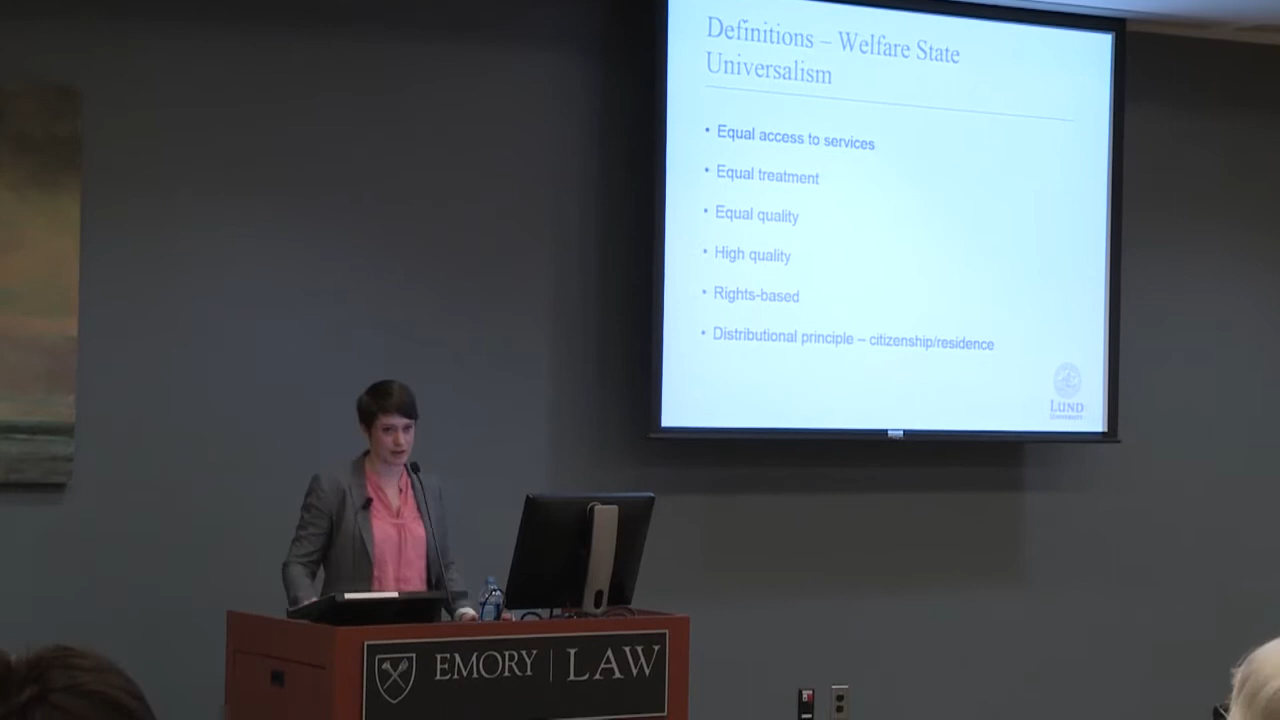 Definitions – Welfare State
Universalism
• Equal access to services
• Equal treatment
• Equal quality
• High quality
• Rights-based
• Distributional principle – citizenship/residence
LUND
UNIVERSITY
EMORY | LAW